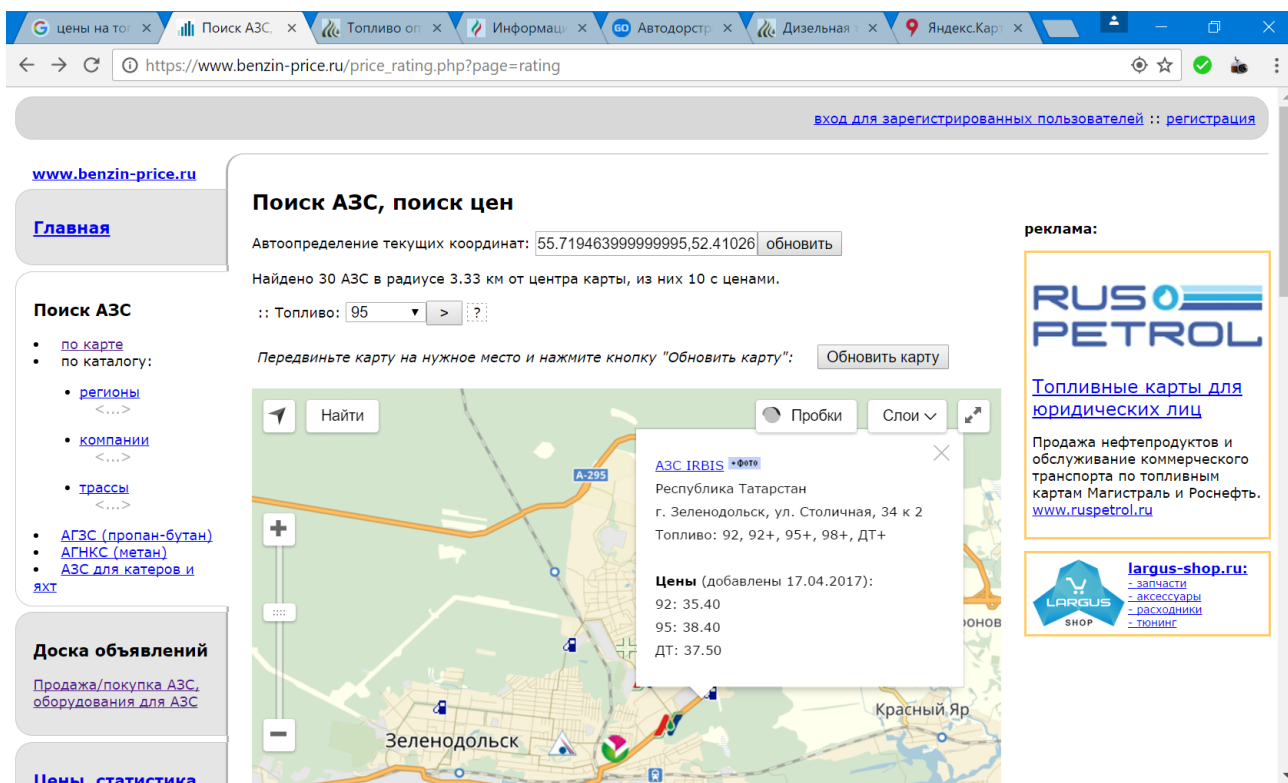 цены на топ
Поиск АЗС,
Топливо оп
Информаци
Автодорстр
Дизельная т
Яндекс.Карт
https://www.benzin-price.ru/price_rating.php?page=rating
вход для зарегистрированных пользователей :: регистрация
www.benzin-price.ru
Главная
Поиск АЗС
• по карте
• по каталогу:
• регионы
<...>
• компании
<...>
• трассы
<...>
• АГЗС (пропан-бутан)
• АГНКС (метан)
• АЗС для катеров и
яхт
Доска объявлений
Продажа/покупка АЗС,
оборудования для АЗС
Цены, статистика
Поиск АЗС, поиск цен
Автоопределение текущих координат: 55.719463999999995,52.41026 обновить
Найдено 30 АЗС в радиусе 3.33 км от центра карты, из них 10 с ценами.
:: Топливо: 95 > ?
Передвиньте карту на нужное место и нажмите кнопку "Обновить карту": Обновить карту
Найти
Пробки
Слои
А-295
АЗС IRBIS +фото
Республика Татарстан
г. Зеленодольск, ул. Столичная, 34 к 2
Топливо: 92, 92+, 95+, 98+, ДТ+
Цены (добавлены 17.04.2017):
92: 35.40
95: 38.40
ДТ: 37.50
Красный Яр
Зеленодольск
реклама:
RUS
PETROL
Топливные карты для
юридических лиц
Продажа нефтепродуктов и
обслуживание коммерческого
транспорта по топливным
картам Магистраль и Роснефть.
www.ruspetrol.ru
LARGUS
SHOP
largus-shop.ru:
- запчасти
- аксессуары
- расходники
- тюнинг